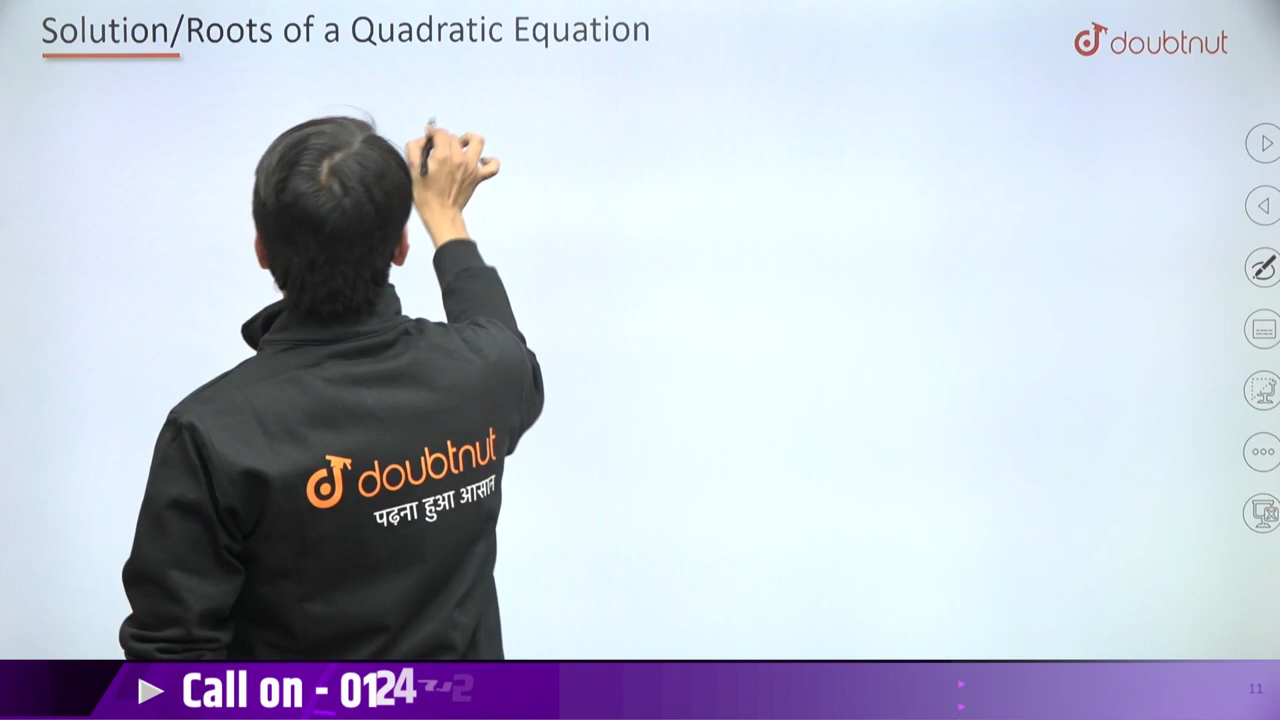 Solution/Roots of a Quadratic Equation
doubtnut
doubtnut
पढ़ना हुआ आसान
Call on - 0124
11